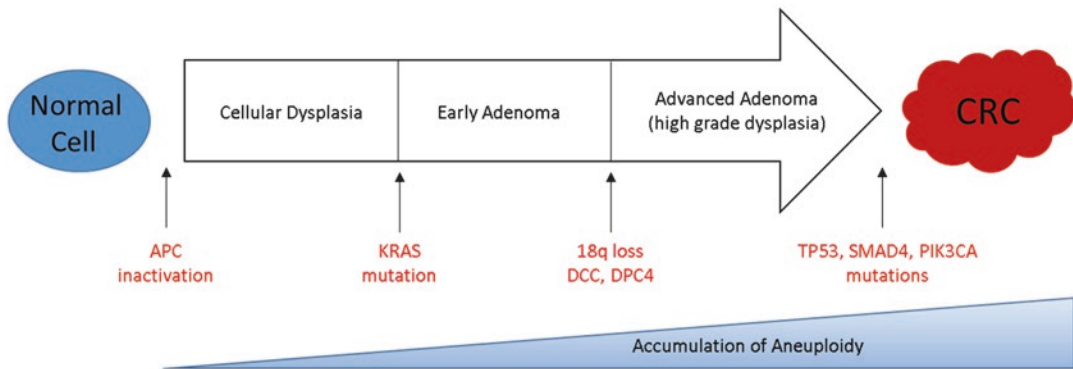 Normal
Cell
Cellular Dysplasia
Early Adenoma
Advanced Adenoma
(high grade dysplasia)
CRC
APC
inactivation
KRAS
mutation
18q loss
DCC, DPC4
TP53, SMAD4, PIK3CA
mutations
Accumulation of Aneuploidy